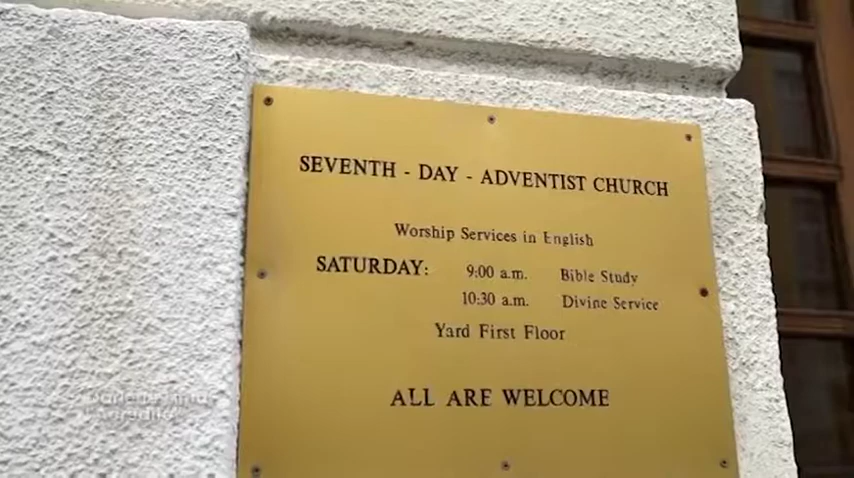 SEVENTH - DAY - ADVENTIST CHURCH
Worship Services in English
SATURDAY: 9:00 a.m. Bible Study
10:30 a.m. Divine Service
Yard First Floor
ALL ARE WELCOME